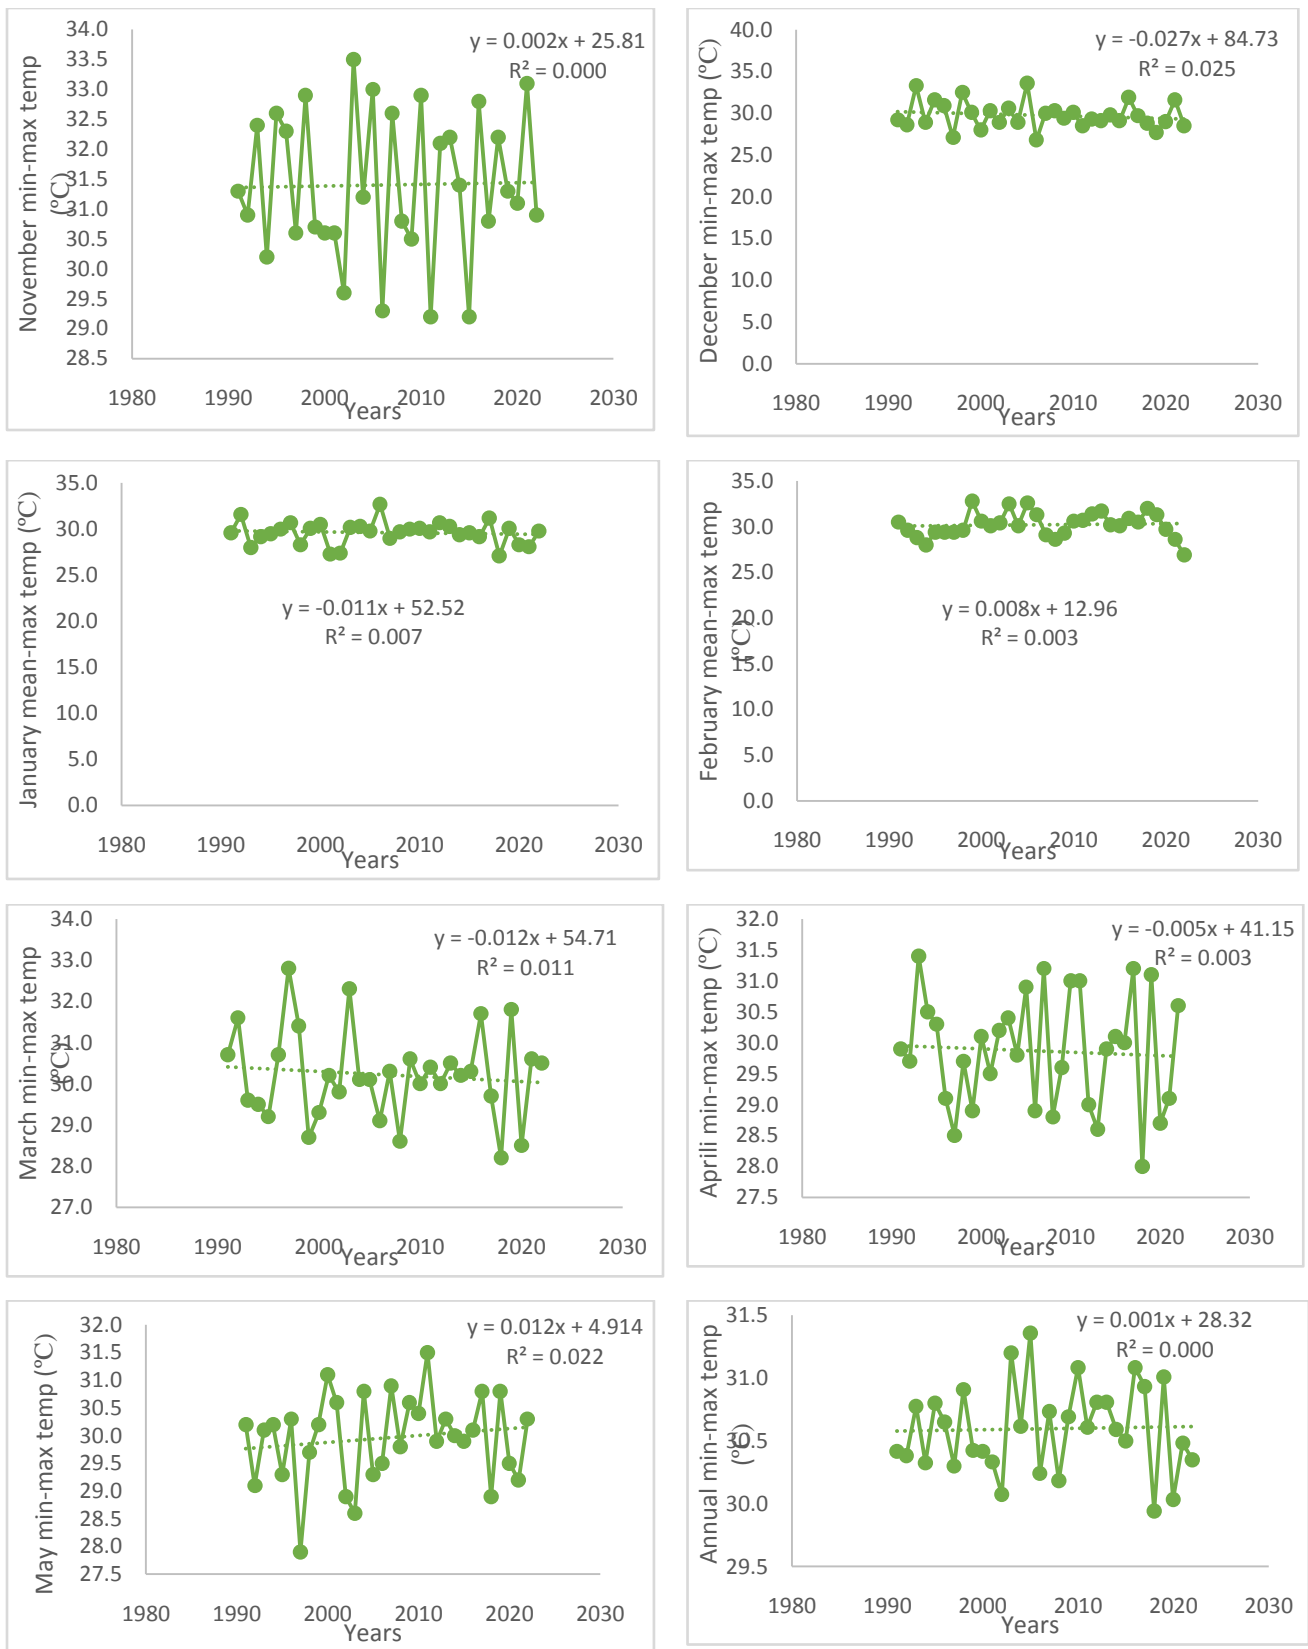 November min-max temp
(°C)
34.0
33.5
33.0
32.5
32.0
31.5
31.0
30.5
30.0
29.5
29.0
28.5
y = 0.002x + 25.81
R² = 0.000
1980 1990 2000 2010 2020 2030
Years
December min-max temp (°C)
40.0
35.0
30.0
25.0
20.0
15.0
10.0
5.0
0.0
y = -0.027x + 84.73
R² = 0.025
1980 1990 2000 2010 2020 2030
Years
January mean-max temp (°C)
35.0
30.0
25.0
20.0
15.0
10.0
5.0
0.0
y = -0.011x + 52.52
R² = 0.007
1980 1990 2000 2010 2020 2030
Years
February mean-max temp
(°C)
35.0
30.0
25.0
20.0
15.0
10.0
5.0
0.0
y = 0.008x + 12.96
R² = 0.003
1980 1990 2000 2010 2020 2030
Years
March min-max temp
(°C)
34.0
33.0
32.0
31.0
30.0
29.0
28.0
27.0
y = -0.012x + 54.71
R² = 0.011
1980 1990 2000 2010 2020 2030
Years
Aprili min-max temp (°C)
32.0
31.5
31.0
30.5
30.0
29.5
29.0
28.5
28.0
27.5
y = -0.005x + 41.15
R² = 0.003
1980 1990 2000 2010 2020 2030
Years
May min-max temp (°C)
32.0
31.5
31.0
30.5
30.0
29.5
29.0
28.5
28.0
27.5
y = 0.012x + 4.914
R² = 0.022
1980 1990 2000 2010 2020 2030
Years
Annual min-max temp
(°C)
31.5
31.0
30.5
30.0
29.5
y = 0.001x + 28.32
R² = 0.000
1980 1990 2000 2010 2020 2030
Years